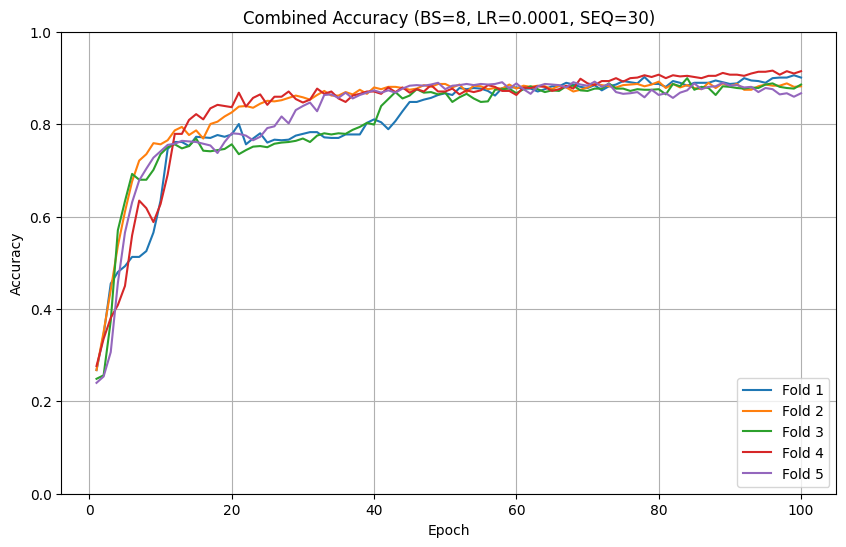 Combined Accuracy (BS=8, LR=0.0001, SEQ=30)
1.0
0.8
0.6
0.4
0.2
0.0
Accuracy
0 20 40 60 80 100
Epoch
Fold 1
Fold 2
Fold 3
Fold 4
Fold 5